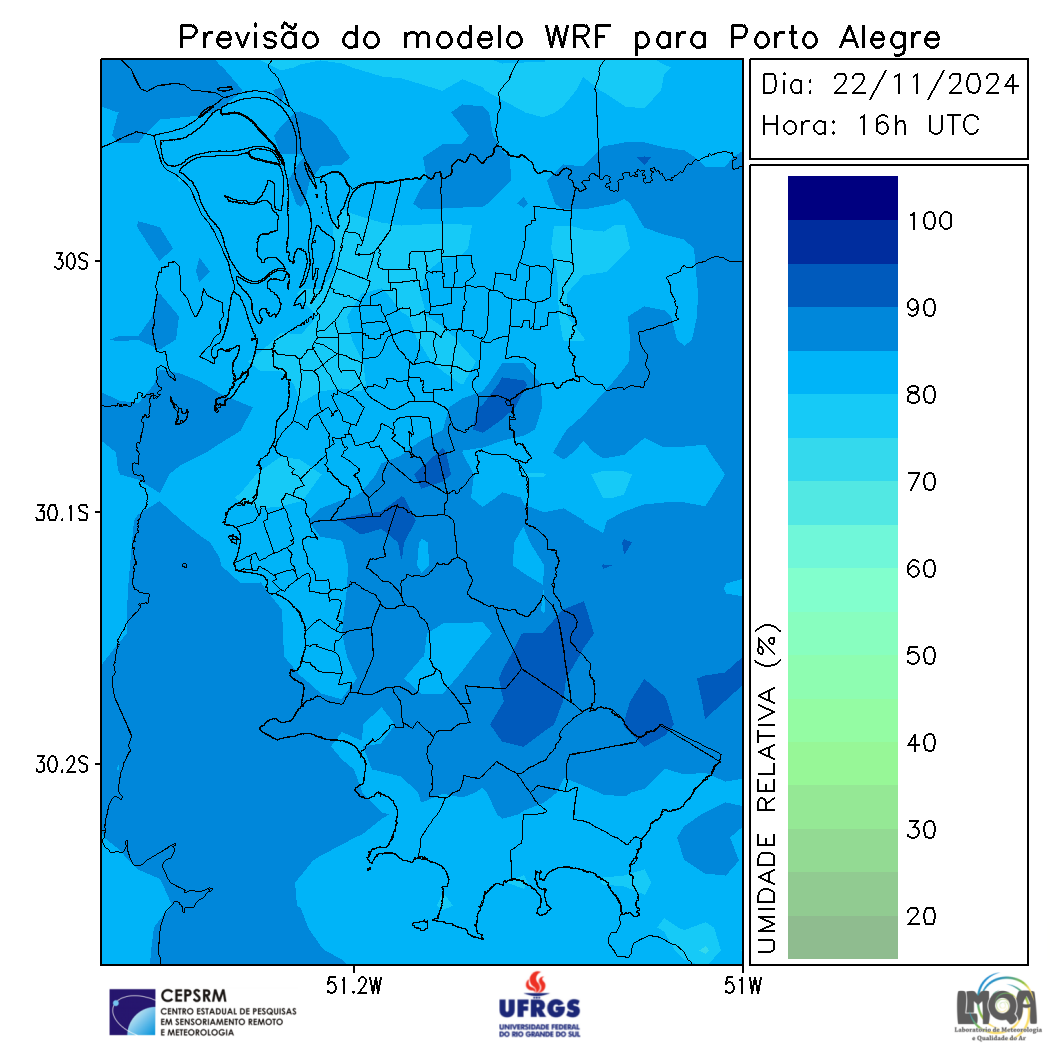 Previsão do modelo WRF para Porto Alegre
Dia: 22/11/2024
Hora: 16h UTC
30S
30.1S
30.2S
51.2W
51W
UMIDADE RELATIVA (%)
100
90
80
70
60
50
40
30
20
CEPSRM
CENTRO ESTADUAL DE PESQUISAS
EM SENSORIAMENTO REMOTO
E METEOROLOGIA
UFRGS
UNIVERSIDADE FEDERAL
DO RIO GRANDE DO SUL
LMQA
Laboratório de Meteorologia
e Qualidade do Ar